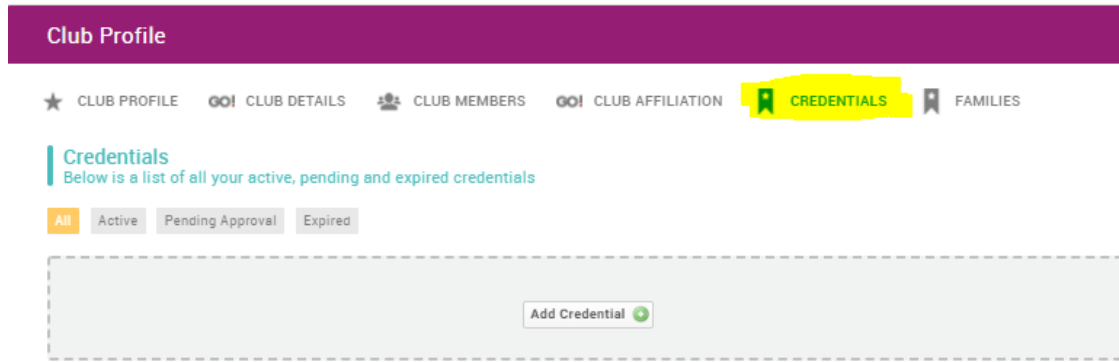 Club Profile
CLUB PROFILE GO! CLUB DETAILS CLUB MEMBERS GO! CLUB AFFILIATION CREDENTIALS FAMILIES
Credentials
Below is a list of all your active, pending and expired credentials
All Active Pending Approval Expired
Add Credential